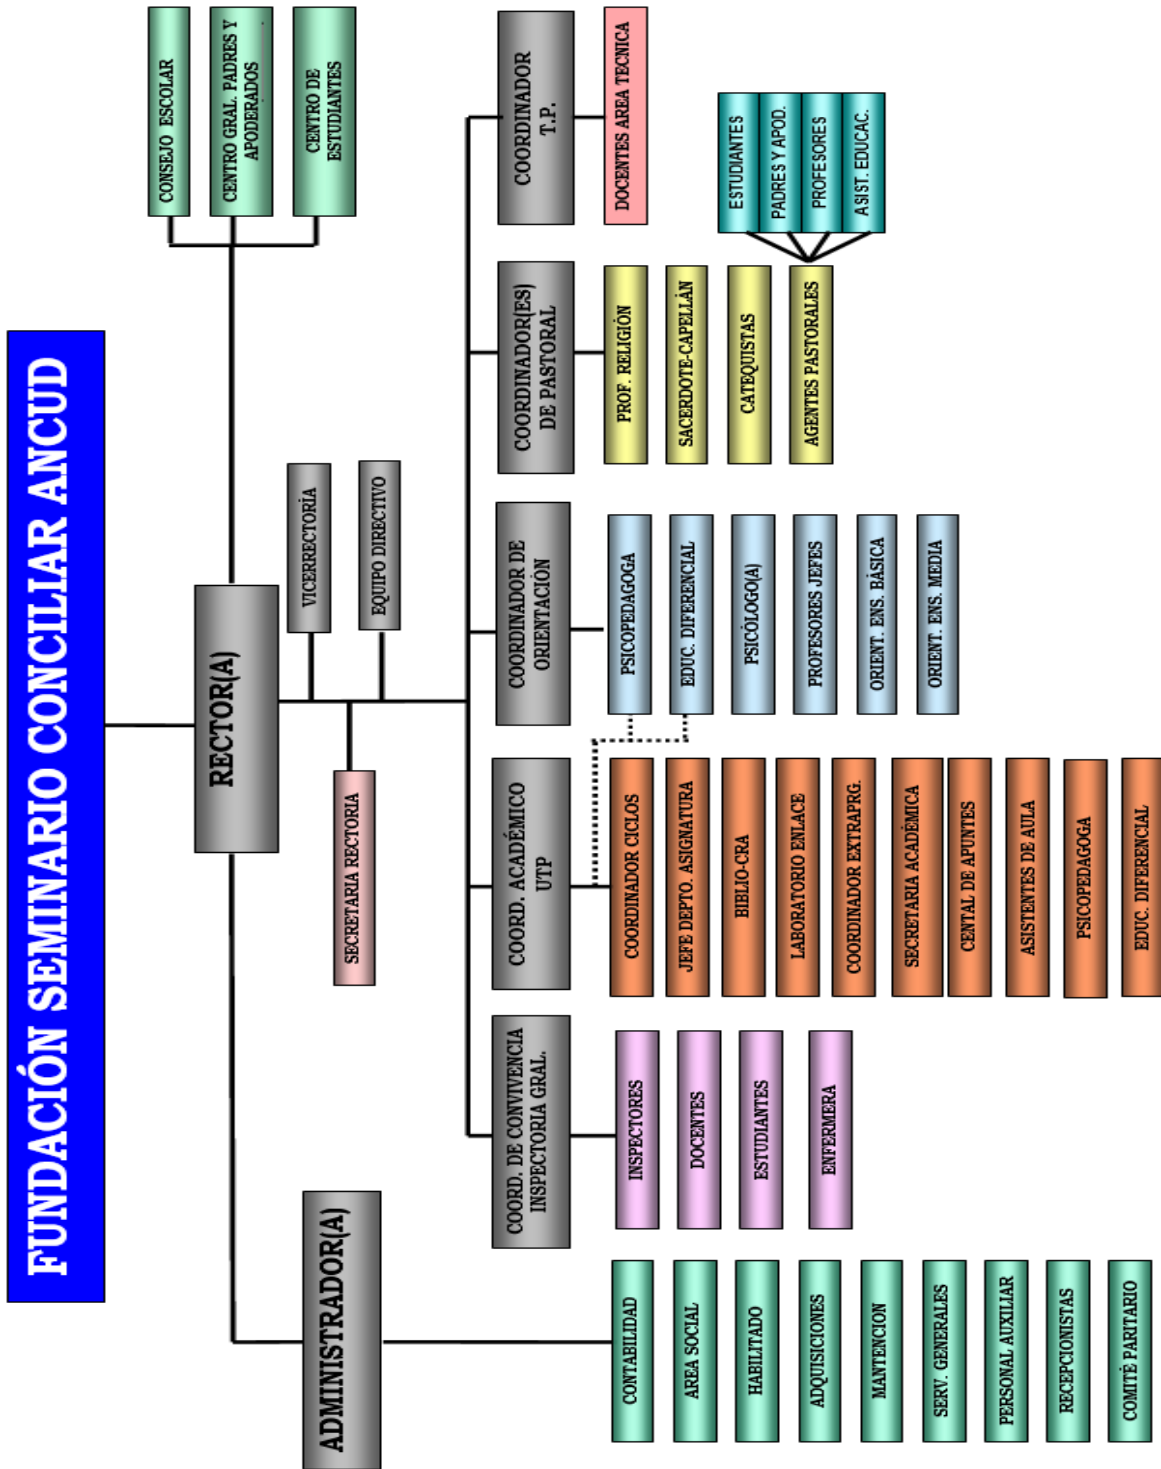 FUNDACIÓN SEMINARIO CONCILIAR ANCUD
RECTOR(A)
CONSEJO ESCOLAR
CENTRO GRAL. PADRES Y
APODERADOS
CENTRO DE
ESTUDIANTES
VICERRECTORÍA
EQUIPO DIRECTIVO
SECRETARIA RECTORIA
ADMINISTRADOR(A)
CONTABILIDAD
AREA SOCIAL
HABILITADO
ADQUISICIONES
MANTENCION
SERV. GENERALES
PERSONAL AUXILIAR
RECEPCIONISTAS
COMITÉ PARITARIO
COORD. DE CONVIVENCIA
INSPECTORIA GRAL.
INSPECTORES
DOCENTES
ESTUDIANTES
ENFERMERA
COORD. ACADÉMICO
UTP
COORDINADOR CICLOS
JEFE DEPTO. ASIGNATURA
BIBLIO-CRA
LABORATORIO ENLACE
COORDINADOR EXTRAPRG.
SECRETARIA ACADÉMICA
CENTAL DE APUNTES
ASISTENTES DE AULA
PSICOPEDAGOGA
EDUC. DIFERENCIAL
COORDINADOR DE
ORIENTACIÓN
PSICOPEDAGOGA
EDUC. DIFERENCIAL
PSICÓLOGO(A)
PROFESORES JEFES
ORIENT. ENS. BÁSICA
ORIENT. ENS. MEDIA
COORDINADOR(ES)
DE PASTORAL
PROF. RELIGIÓN
SACERDOTE-CAPELLÀN
CATEQUISTAS
AGENTES PASTORALES
ESTUDIANTES
PADRES Y APOD.
PROFESORES
ASIST. EDUCAC.
COORDINADOR
T.P.
DOCENTES AREA TECNICA